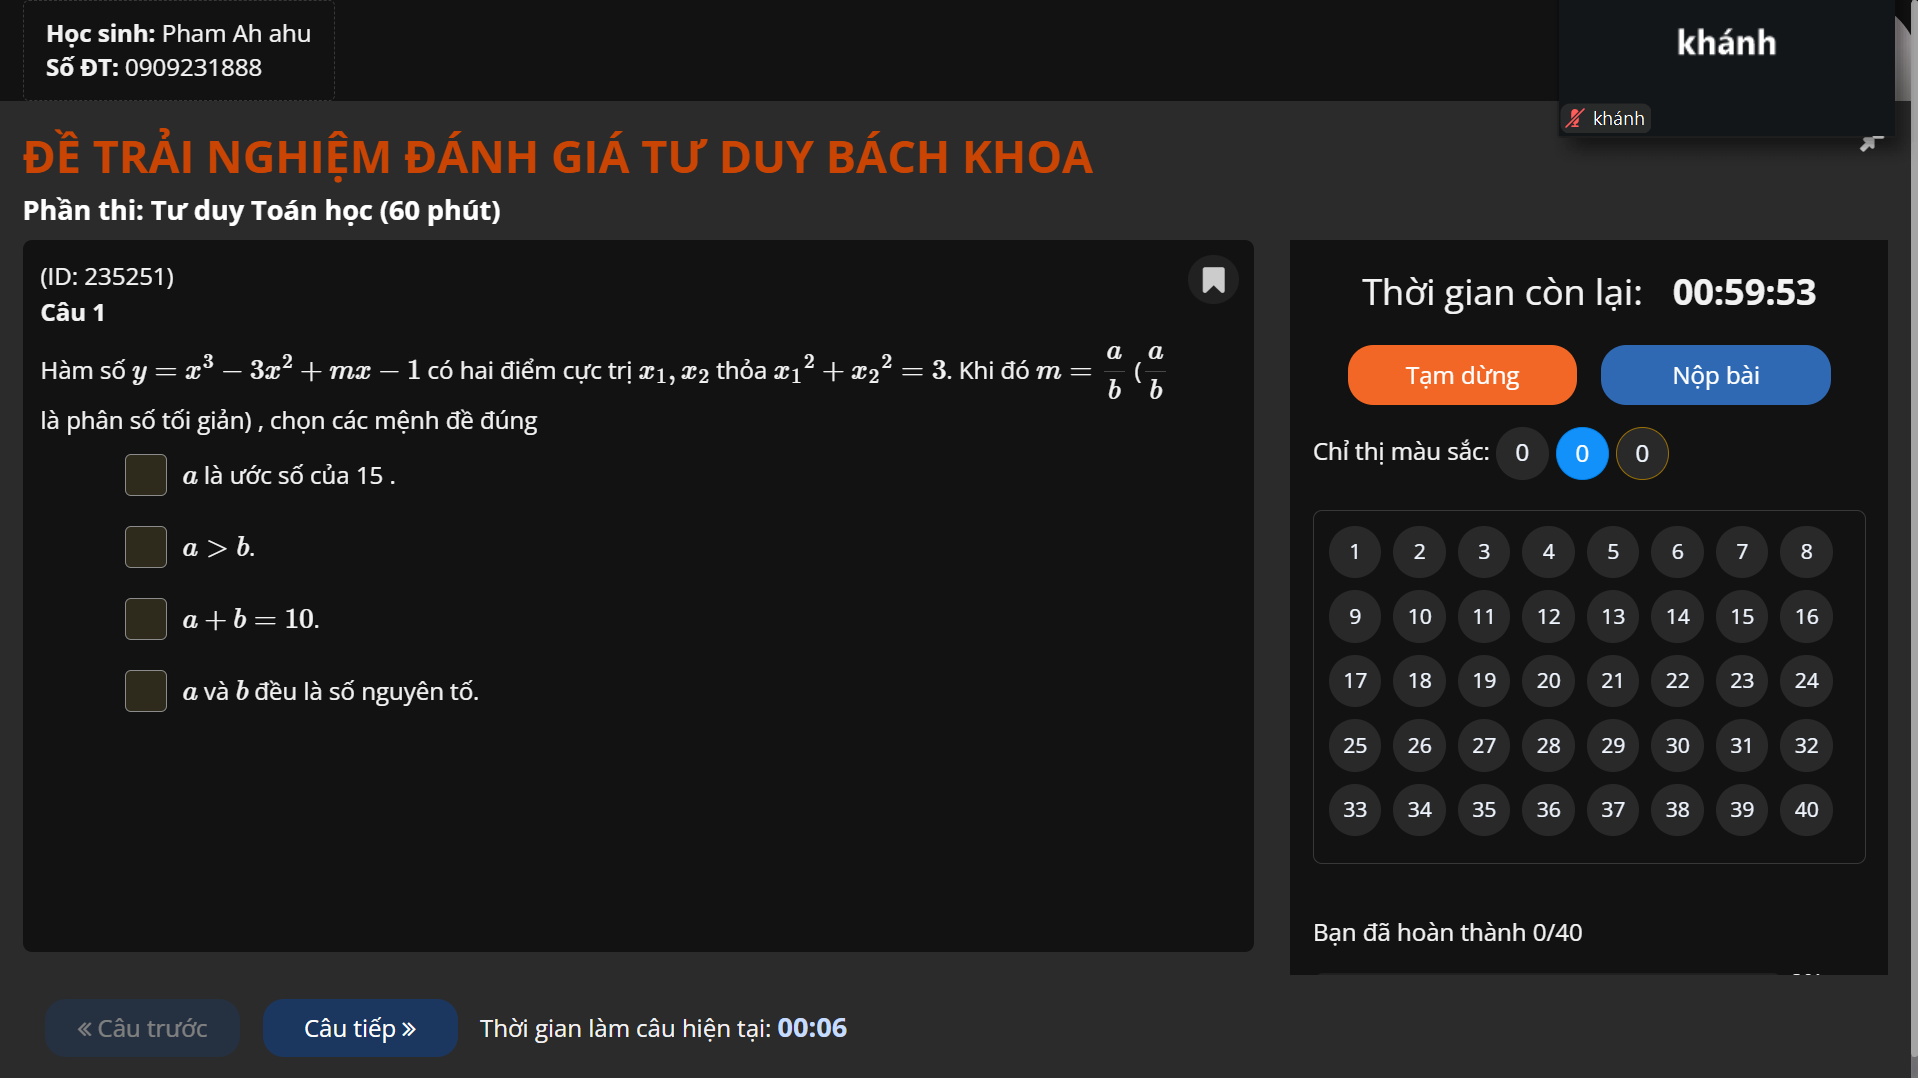 Học sinh: Pham Ah ahu
Số ĐT: 0909231888
khánh
khánh
ĐỀ TRẢI NGHIỆM ĐÁNH GIÁ TƯ DUY BÁCH KHOA
Phần thi: Tư duy Toán học (60 phút)
(ID: 235251)
Câu 1
Hàm số y = x³ − 3x² + mx − 1 có hai điểm cực trị x₁, x₂ thỏa x₁² + x₂² = 3. Khi đó m = a/b (a/b
là phân số tối giản) , chọn các mệnh đề đúng
a là ước số của 15 .
a > b.
a + b = 10.
a và b đều là số nguyên tố.
Thời gian còn lại: 00:59:53
Tạm dừng Nộp bài
Chỉ thị màu sắc: 0 0 0
1 2 3 4 5 6 7 8
9 10 11 12 13 14 15 16
17 18 19 20 21 22 23 24
25 26 27 28 29 30 31 32
33 34 35 36 37 38 39 40
Bạn đã hoàn thành 0/40
« Câu trước Câu tiếp » Thời gian làm câu hiện tại: 00:06